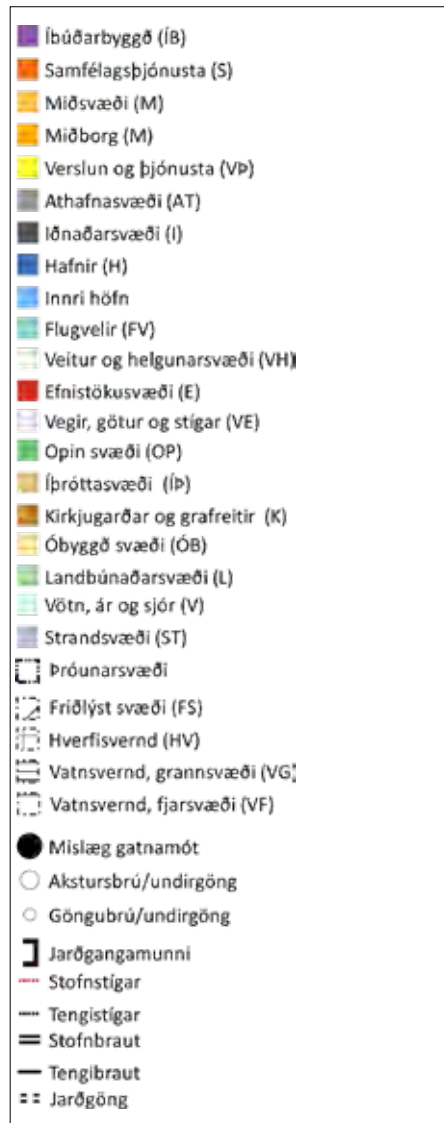 Íbúðarbyggð (ÍB)
Samfélagsþjónusta (S)
Miðsvæði (M)
Miðborg (M)
Verslun og þjónusta (VÞ)
Athafnasvæði (AT)
Iðnaðarsvæði (I)
Hafnir (H)
Innri höfn
Flugvelir (FV)
Veitur og helgunarsvæði (VH)
Efnistökusvæði (E)
Vegir, götur og stígar (VE)
Opin svæði (OP)
Íþróttasvæði (ÍÞ)
Kirkjugarðar og grafreitir (K)
Óbyggð svæði (ÓB)
Landbúnaðarsvæði (L)
Vötn, ár og sjór (V)
Strandsvæði (ST)
Þróunarsvæði
Friðlýst svæði (FS)
Hverfisvernd (HV)
Vatnsvernd, grannsvæði (VG)
Vatnsvernd, fjarsvæði (VF)
Mislæg gatnamót
Akstursbrú/undirgöng
Göngubrú/undirgöng
Jarðgangamunni
Stofnstígar
Tengistígar
Stofnbraut
Tengibraut
Jarðgöng